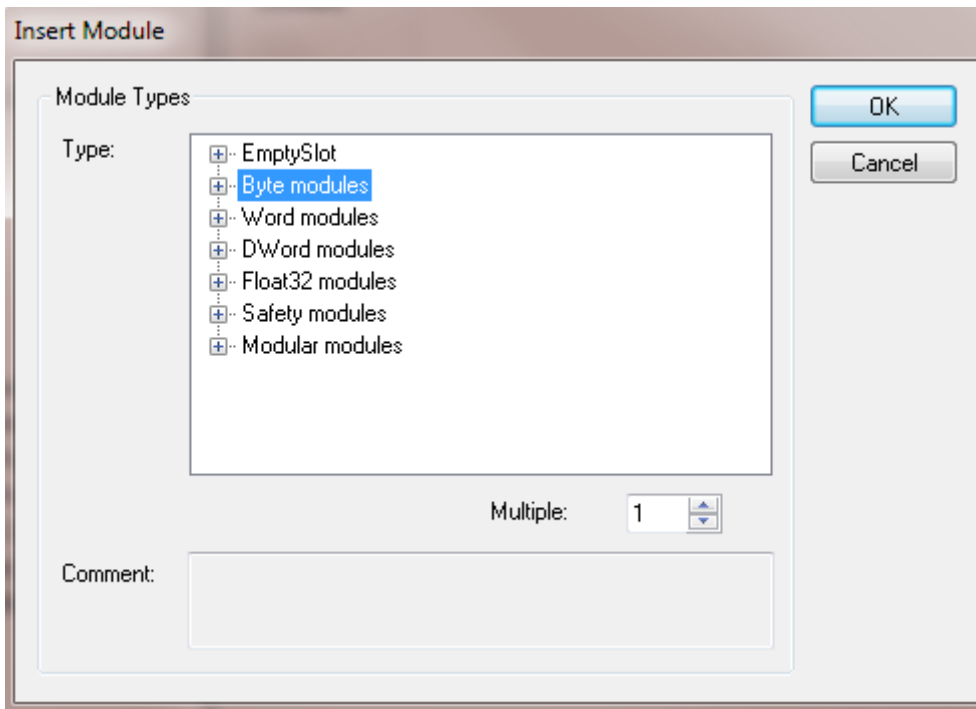 Insert Module
Module Types
OK
Type:
EmptySlot
Cancel
Byte modules
Word modules
DWord modules
Float32 modules
Safety modules
Modular modules
Multiple:
1
Comment: